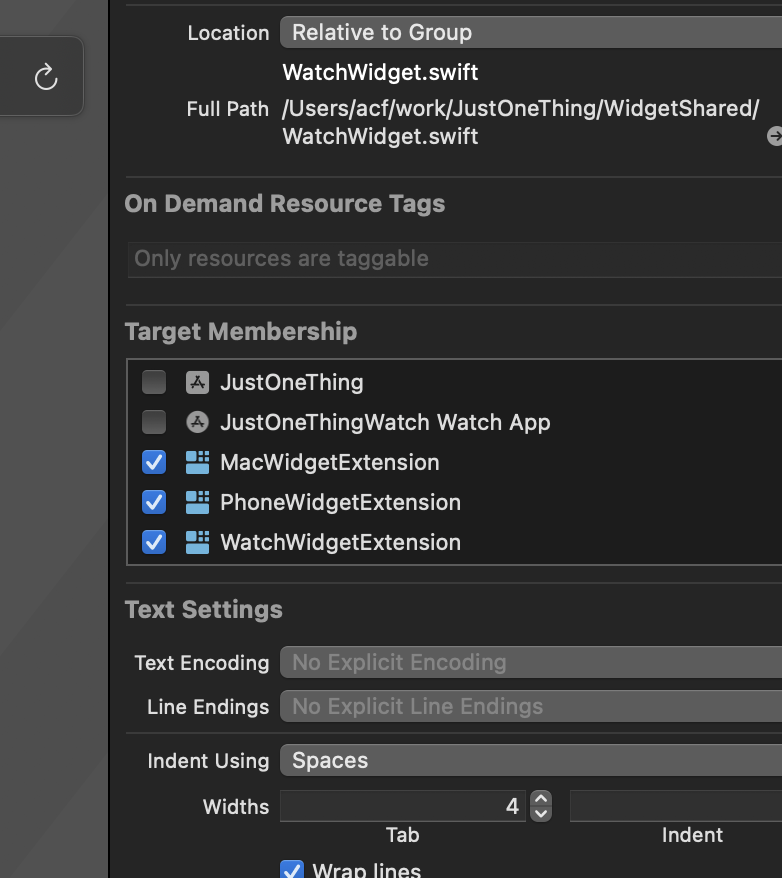 Location Relative to Group
WatchWidget.swift
Full Path /Users/acf/work/JustOneThing/WidgetShared/
WatchWidget.swift
On Demand Resource Tags
Only resources are taggable
Target Membership
JustOneThing
JustOneThingWatch Watch App
MacWidgetExtension
PhoneWidgetExtension
WatchWidgetExtension
Text Settings
Text Encoding No Explicit Encoding
Line Endings No Explicit Line Endings
Indent Using Spaces
Widths 4
Tab Indent
Wrap lines